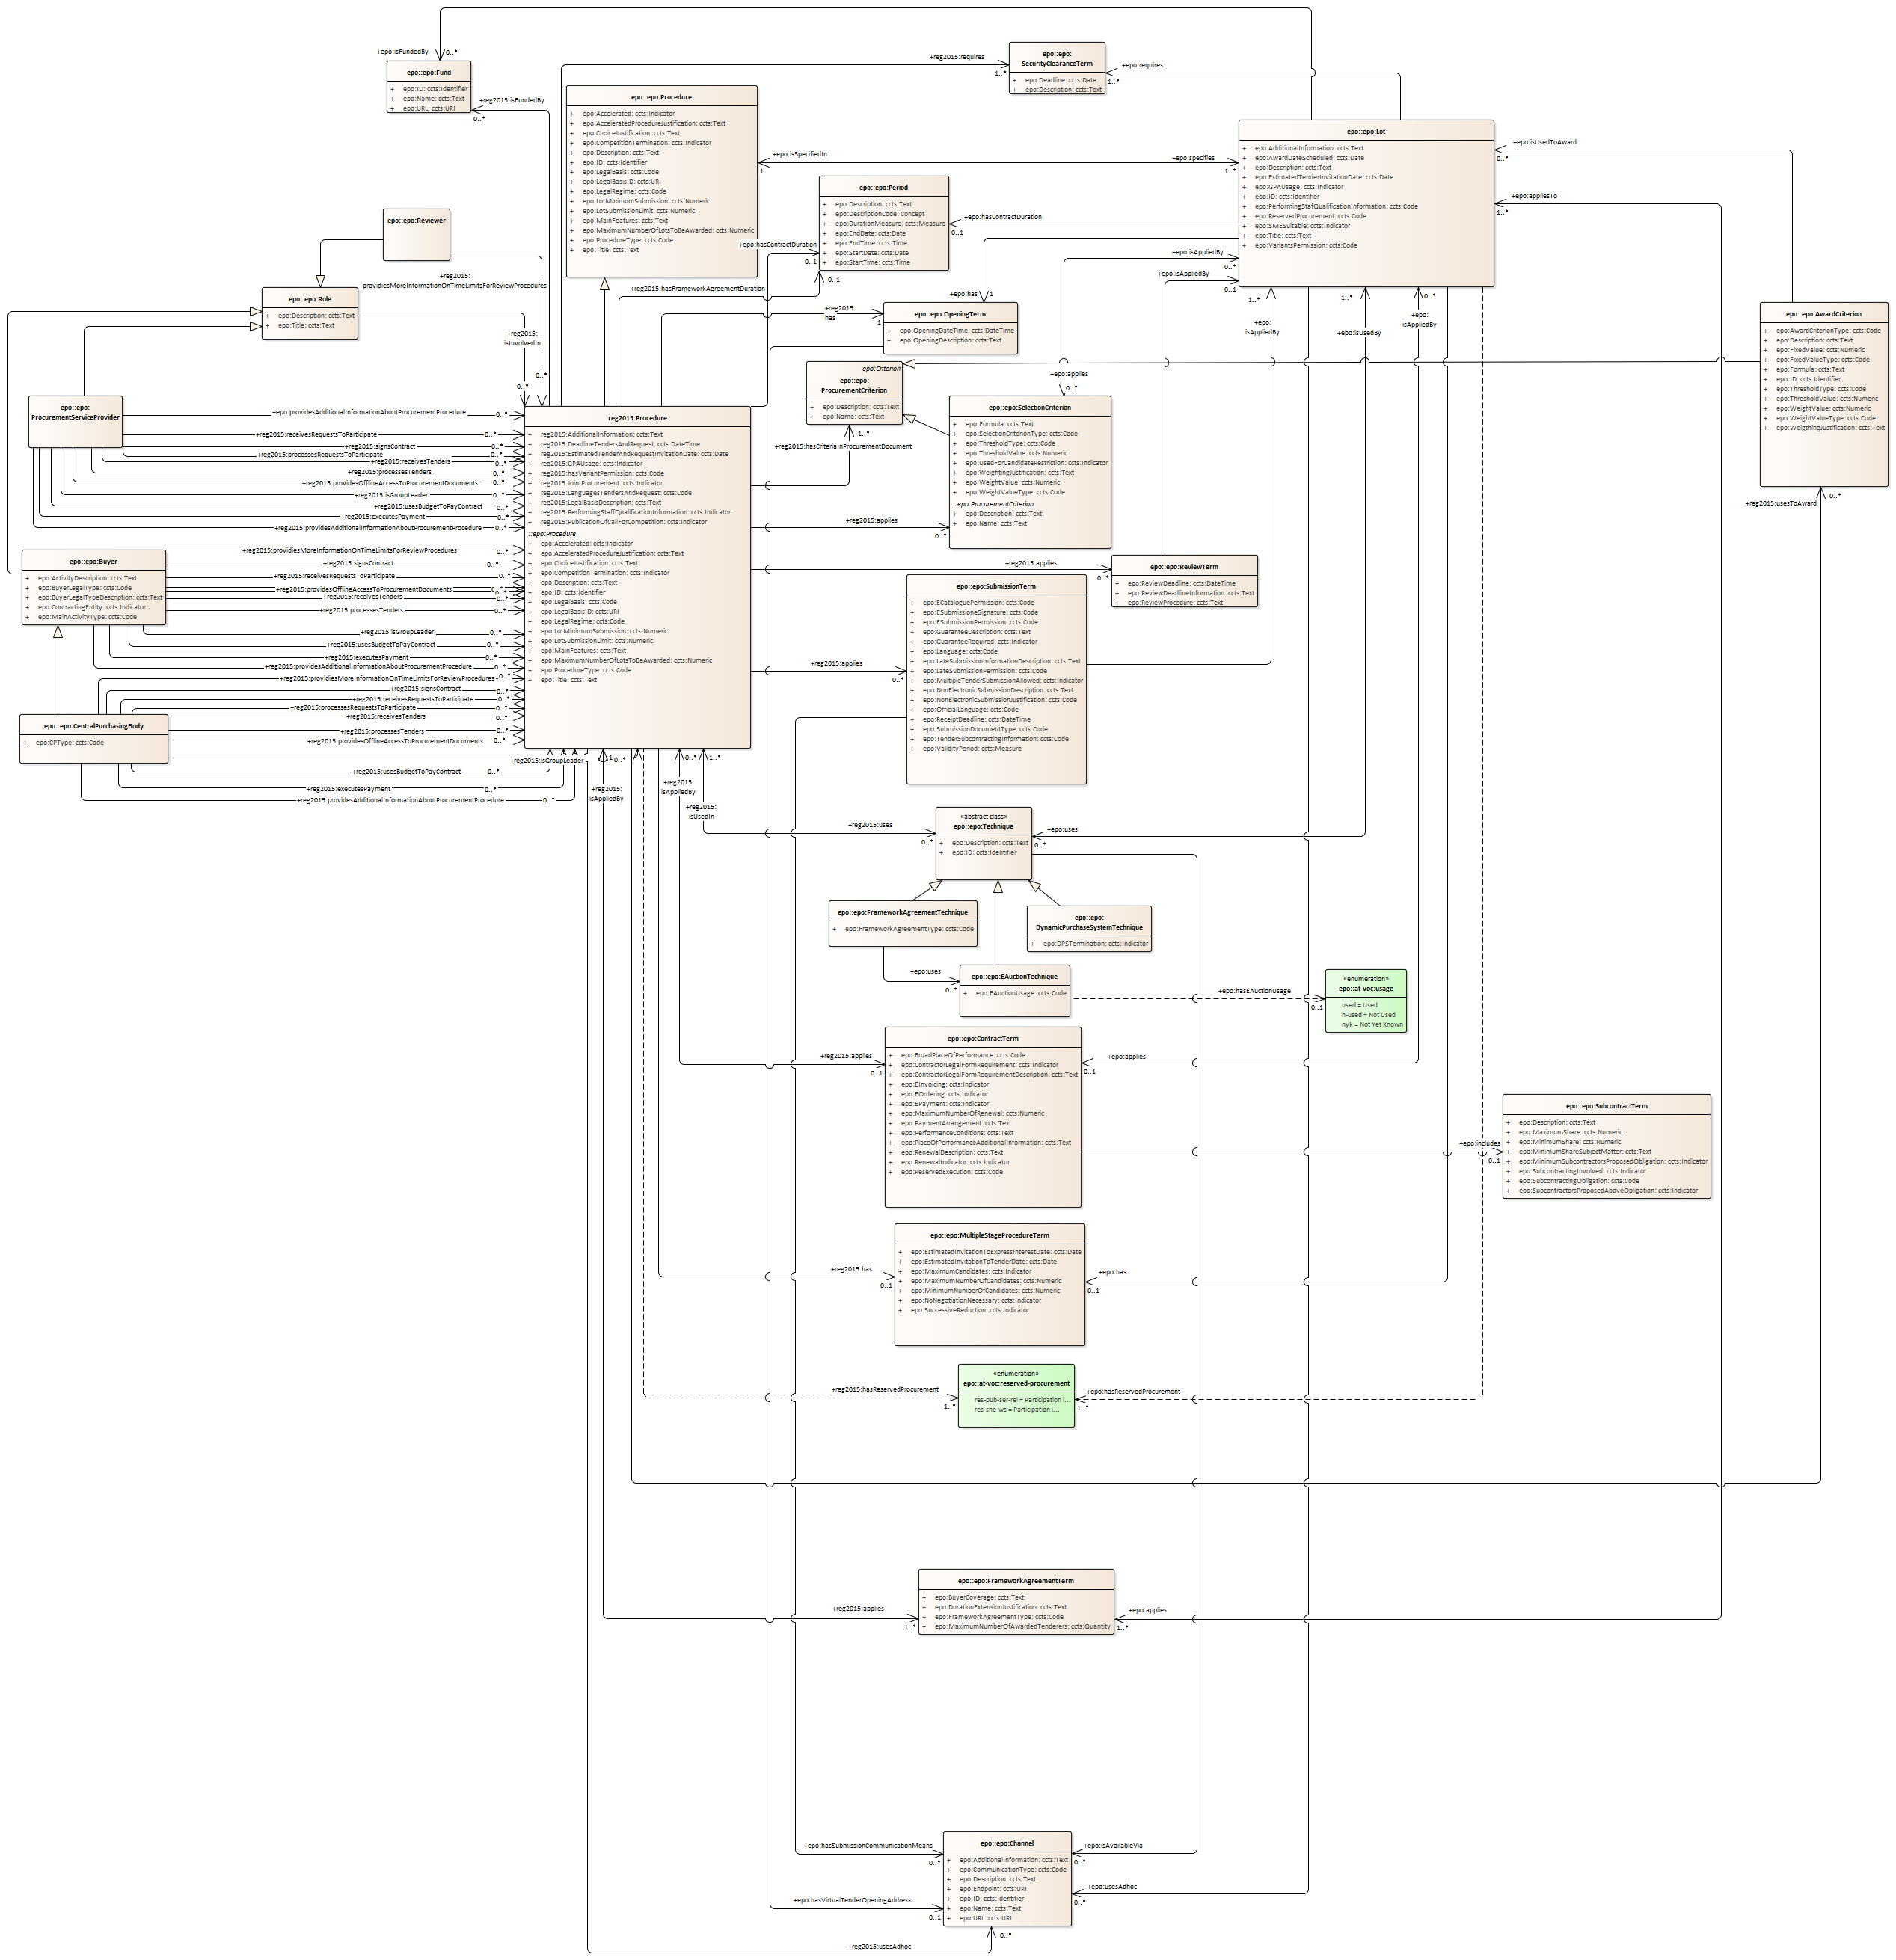 +epo:isFundedBy
0..*
epo::epo:Fund
+ epo:ID: ccts:Identifier
+ epo:Name: ccts:Text
+ epo:URL: ccts:URI
+reg2015:isFundedBy
0..*
+reg2015:requires
1..*
epo::epo:
SecurityClearanceTerm
+ epo:Deadline: ccts:Date
+ epo:Description: ccts:Text
+epo:requires
1..*
epo::epo:Procedure
+ epo:Accelerated: ccts:Indicator
+ epo:AcceleratedProcedureJustification: ccts:Text
+ epo:ChoiceJustification: ccts:Text
+ epo:CompetitionTermination: ccts:Indicator
+ epo:Description: ccts:Text
+ epo:ID: ccts:Identifier
+ epo:LegalBasis: ccts:Code
+ epo:LegalBasisID: ccts:URI
+ epo:LegalRegime: ccts:Code
+ epo:LotMinimumSubmission: ccts:Numeric
+ epo:LotSubmissionLimit: ccts:Numeric
+ epo:MainFeatures: ccts:Text
+ epo:MaximumNumberOfLotsToBeAwarded: ccts:Numeric
+ epo:ProcedureType: ccts:Code
+ epo:Title: ccts:Text
+epo:isSpecifiedIn
1
+epo:specifies
1..*
epo::epo:Lot
+ epo:AdditionalInformation: ccts:Text
+ epo:AwardDateScheduled: ccts:Date
+ epo:Description: ccts:Text
+ epo:EstimatedTenderInvitationDate: ccts:Date
+ epo:GPAUsage: ccts:Indicator
+ epo:ID: ccts:Identifier
+ epo:PerformingStafQualificationInformation: ccts:Code
+ epo:ReservedProcurement: ccts:Code
+ epo:SMESuitable: ccts:Indicator
+ epo:Title: ccts:Text
+ epo:VariantsPermission: ccts:Code
+epo:isUsedToAward
0..*
+epo:applesTo
1..*
epo::epo:Period
+ epo:Description: ccts:Text
+ epo:DescriptionCode: Concept
+ epo:DurationMeasure: ccts:Measure
+ epo:EndDate: ccts:Date
+ epo:EndTime: ccts:Time
+ epo:StartDate: ccts:Date
+ epo:StartTime: ccts:Time
+epo:hasContractDuration
0..1
+epo:hasContractDuration
0..1
+reg2015:hasFrameworkAgreementDuration
0..1
epo::epo:Reviewer
+reg2015:
providiesMoreInformationOnTimeLimitsForReviewProcedures
0..*
epo::epo:Role
+ epo:Description: ccts:Text
+ epo:Title: ccts:Text
+reg2015:
isInvolvedIn
0..*
+reg2015:
has
1
+epo:has
1
epo::epo:OpeningTerm
+ epo:OpeningDateTime: ccts:DateTime
+ epo:OpeningDescription: ccts:Text
+epo:isAppliedBy
0..*
+epo:isAppliedBy
0..1
+epo:
isAppliedBy
1..*
+epo:isUsedBy
1..*
+epo:
isAppliedBy
0..*
epo::epo:AwardCriterion
+ epo:AwardCriterionType: ccts:Code
+ epo:Description: ccts:Text
+ epo:FixedValue: ccts:Numeric
+ epo:FixedValueType: ccts:Code
+ epo:Formula: ccts:Text
+ epo:ID: ccts:Identifier
+ epo:ThresholdType: ccts:Code
+ epo:ThresholdValue: ccts:Numeric
+ epo:WeightValue: ccts:Numeric
+ epo:WeightValueType: ccts:Code
+ epo:WeigthingJustification: ccts:Text
+reg2015:usesToAward
0..*
epo:Criterion
epo::epo:
ProcurementCriterion
+ epo:Description: ccts:Text
+ epo:Name: ccts:Text
+reg2015:hasCriteriaInProcurementDocument
1..*
+epo:applies
0..*
epo::epo:SelectionCriterion
+ epo:Formula: ccts:Text
+ epo:SelectionCriterionType: ccts:Code
+ epo:ThresholdType: ccts:Code
+ epo:ThresholdValue: ccts:Numeric
+ epo:UsedForCandidateRestriction: ccts:Indicator
+ epo:WeightingJustification: ccts:Text
+ epo:WeightValue: ccts:Numeric
+ epo:WeightValueType: ccts:Code
::epo:ProcurementCriterion
+ epo:Description: ccts:Text
+ epo:Name: ccts:Text
+reg2015:applies
0..*
epo::epo:
ProcurementServiceProvider
+epo:providesAdditionalInformationAboutProcurementProcedure 0..*
+reg2015:receivesRequestsToParticipate 0..*
+reg2015:signsContract 0..*
+reg2015:processesRequestsToParticipate 0..*
+reg2015:receivesTenders 0..*
+reg2015:processesTenders 0..*
+reg2015:providesOfflineAccessToProcurementDocuments 0..*
+reg2015:isGroupLeader 0..*
+reg2015:usesBudgetToPayContract 0..*
+reg2015:executesPayment 0..*
+reg2015:providesAdditionalInformationAboutProcurementProcedure 0..*
reg2015:Procedure
+ reg2015:AdditionalInformation: ccts:Text
+ reg2015:DeadlineTendersAndRequest: ccts:DateTime
+ reg2015:EstimatedTenderAndRequestInvitationDate: ccts:Date
+ reg2015:GPAUsage: ccts:Indicator
+ reg2015:hasVariantPermission: ccts:Code
+ reg2015:JointProcurement: ccts:Indicator
+ reg2015:LanguagesTendersAndRequest: ccts:Code
+ reg2015:LegalBasisDescription: ccts:Text
+ reg2015:PerformingStaffQualificationInformation: ccts:Code
+ reg2015:PublicationOfCallForCompetition: ccts:Indicator
::epo:Procedure
+ epo:Accelerated: ccts:Indicator
+ epo:AcceleratedProcedureJustification: ccts:Text
+ epo:ChoiceJustification: ccts:Text
+ epo:CompetitionTermination: ccts:Indicator
+ epo:Description: ccts:Text
+ epo:ID: ccts:Identifier
+ epo:LegalBasis: ccts:Code
+ epo:LegalBasisID: ccts:URI
+ epo:LegalRegime: ccts:Code
+ epo:LotMinimumSubmission: ccts:Numeric
+ epo:LotSubmissionLimit: ccts:Numeric
+ epo:MainFeatures: ccts:Text
+ epo:MaximumNumberOfLotsToBeAwarded: ccts:Numeric
+ epo:ProcedureType: ccts:Code
+ epo:Title: ccts:Text
epo::epo:Buyer
+ epo:ActivityDescription: ccts:Text
+ epo:BuyerLegalType: ccts:Code
+ epo:BuyerLegalTypeDescription: ccts:Text
+ epo:ContractingEntity: ccts:Indicator
+ epo:MainActivityType: ccts:Code
+reg2015:providiesMoreInformationOnTimeLimitsForReviewProcedures 0..*
+reg2015:signsContract 0..*
+reg2015:receivesRequestsToParticipate 0..*
+reg2015:providesOfflineAccessToProcurementDocuments 0..*
+reg2015:receivesTenders 0..*
+reg2015:processesTenders 0..*
+reg2015:isGroupLeader 0..*
+reg2015:usesBudgetToPayContract 0..*
+reg2015:executesPayment 0..*
+reg2015:providesAdditionalInformationAboutProcurementProcedure 0..*
+reg2015:providiesMoreInformationOnTimeLimitsForReviewProcedures 0..*
+reg2015:signsContract 0..*
+reg2015:receivesRequestsToParticipate 0..*
+reg2015:processesRequestsToParticipate 0..*
+reg2015:receivesTenders 0..*
+reg2015:processesTenders 0..*
+reg2015:providesOfflineAccessToProcurementDocuments 0..*
epo::epo:CentralPurchasingBody
+ epo:CPType: ccts:Code
+reg2015:isGroupLeader 0..*
+reg2015:usesBudgetToPayContract 0..*
+reg2015:executesPayment 0..*
+reg2015:providesAdditionalInformationAboutProcurementProcedure 0..*
+reg2015:applies
0..*
epo::epo:ReviewTerm
+ epo:ReviewDeadline: ccts:DateTime
+ epo:ReviewDeadlineInformation: ccts:Text
+ epo:ReviewProcedure: ccts:Text
epo::epo:SubmissionTerm
+ epo:ECataloguePermission: ccts:Code
+ epo:ESubmissioneSignature: ccts:Code
+ epo:ESubmissionPermission: ccts:Code
+ epo:GuaranteeDescription: ccts:Text
+ epo:GuaranteeRequired: ccts:Indicator
+ epo:Language: ccts:Code
+ epo:LateSubmissionInformationDescription: ccts:Text
+ epo:LateSubmissionPermission: ccts:Code
+ epo:MultipleTenderSubmissionAllowed: ccts:Indicator
+ epo:NonElectronicSubmissionDescription: ccts:Text
+ epo:NonElectronicSubmissionJustification: ccts:Code
+ epo:OfficialLanguage: ccts:Code
+ epo:ReceiptDeadline: ccts:DateTime
+ epo:SubmissionDocumentType: ccts:Code
+ epo:TenderSubcontractingInformation: ccts:Code
+ epo:ValidityPeriod: ccts:Measure
+reg2015:applies
0..*
1
+reg2015:
isAppliedBy
0..*
+reg2015:
isAppliedBy
1..*
+reg2015:
isUsedIn
+reg2015:uses
0..*
«abstract class»
epo::epo:Technique
+ epo:Description: ccts:Text
+ epo:ID: ccts:Identifier
+epo:uses
0..*
epo::epo:FrameworkAgreementTechnique
+ epo:FrameworkAgreementType: ccts:Code
epo::epo:
DynamicPurchaseSystemTechnique
+ epo:DPSTermination: ccts:Indicator
+epo:uses
0..*
epo::epo:EAuctionTechnique
+ epo:EAuctionUsage: ccts:Code
+epo:hasEAuctionUsage
0..1
«enumeration»
epo::at-voc:usage
used = Used
n-used = Not Used
nyk = Not Yet Known
epo::epo:ContractTerm
+ epo:BroadPlaceOfPerformance: ccts:Code
+ epo:ContractorLegalFormRequirement: ccts:Indicator
+ epo:ContractorLegalFormRequirementDescription: ccts:Text
+ epo:EInvoicing: ccts:Indicator
+ epo:EOrdering: ccts:Indicator
+ epo:EPayment: ccts:Indicator
+ epo:MaximumNumberOfRenewal: ccts:Numeric
+ epo:PaymentArrangement: ccts:Text
+ epo:PerformanceConditions: ccts:Text
+ epo:PlaceOfPerformanceAdditionalInformation: ccts:Text
+ epo:RenewalDescription: ccts:Text
+ epo:RenewalIndicator: ccts:Indicator
+ epo:ReservedExecution: ccts:Code
+reg2015:applies
0..1
+epo:applies
0..1
+epo:includes
0..1
epo::epo:SubcontractTerm
+ epo:Description: ccts:Text
+ epo:MaximumShare: ccts:Numeric
+ epo:MinimumShare: ccts:Numeric
+ epo:MinimumShareSubjectMatter: ccts:Text
+ epo:MinimumSubcontractorsProposedObligation: ccts:Indicator
+ epo:SubcontractingInvolved: ccts:Indicator
+ epo:SubcontractingObligation: ccts:Code
+ epo:SubcontractorsProposedAboveObligation: ccts:Indicator
epo::epo:MultipleStageProcedureTerm
+ epo:EstimatedInvitationToExpressInterestDate: ccts:Date
+ epo:EstimatedInvitationToTenderDate: ccts:Date
+ epo:MaximumCandidates: ccts:Indicator
+ epo:MaximumNumberOfCandidates: ccts:Numeric
+ epo:MinimumNumberOfCandidates: ccts:Numeric
+ epo:NoNegotiationNecessary: ccts:Indicator
+ epo:SuccessiveReduction: ccts:Indicator
+reg2015:has
0..1
+epo:has
0..1
«enumeration»
epo::at-voc:reserved-procurement
res-pub-ser-rel = Participation i...
res-she-ws = Participation i...
+reg2015:hasReservedProcurement
1..*
+epo:hasReservedProcurement
1..*
epo::epo:FrameworkAgreementTerm
+ epo:BuyerCoverage: ccts:Text
+ epo:DurationExtensionJustification: ccts:Text
+ epo:FrameworkAgreementType: ccts:Code
+ epo:MaximumNumberOfAwardedTenderers: ccts:Quantity
+reg2015:applies
1..*
+epo:applies
1..*
epo::epo:Channel
+ epo:AdditionalInformation: ccts:Text
+ epo:CommunicationType: ccts:Code
+ epo:Description: ccts:Text
+ epo:Endpoint: ccts:URI
+ epo:ID: ccts:Identifier
+ epo:Name: ccts:Text
+ epo:URL: ccts:URI
+epo:hasSubmissionCommunicationMeans
0..*
+epo:isAvailableVia
0..*
+epo:usesAdhoc
0..*
+epo:hasVirtualTenderOpeningAddress
0..1
+reg2015:usesAdhoc
0..*